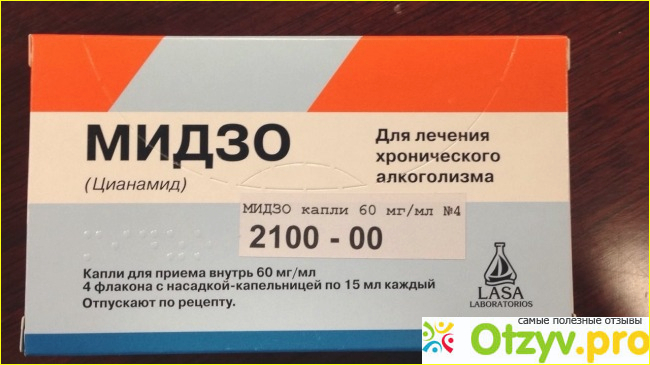 МИДЗО
(Цианамид)
Для лечения
хронического
алкоголизма
МИДЗО капли 60 мг/мл №4
2100 - 00
Капли для приема внутрь 60 мг/мл
4 флакона с насадкой-капельницей по 15 мл каждый
Отпускают по рецепту.
LASA
LABORATORIOS
самые полезные отзывы
Otzyv.pro